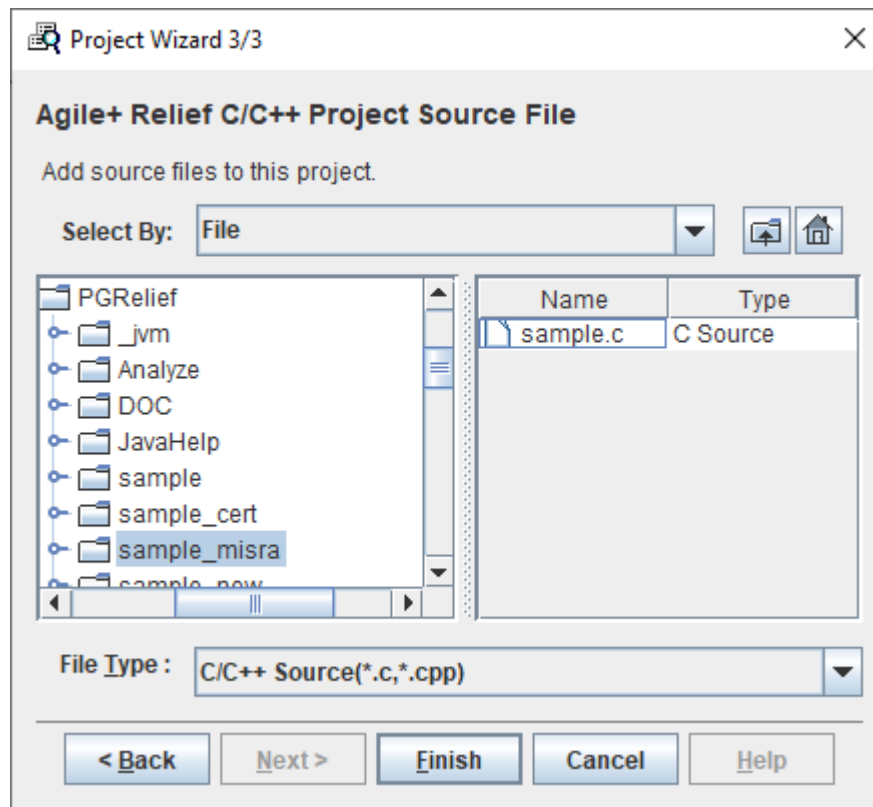 Project Wizard 3/3
Agile+ Relief C/C++ Project Source File
Add source files to this project.
Select By: File
PGRelief
_jvm
Analyze
DOC
JavaHelp
sample
sample_cert
sample_misra
sample_new
Name Type
sample.c C Source
File Type : C/C++ Source(*.c,*.cpp)
< Back Next > Finish Cancel Help